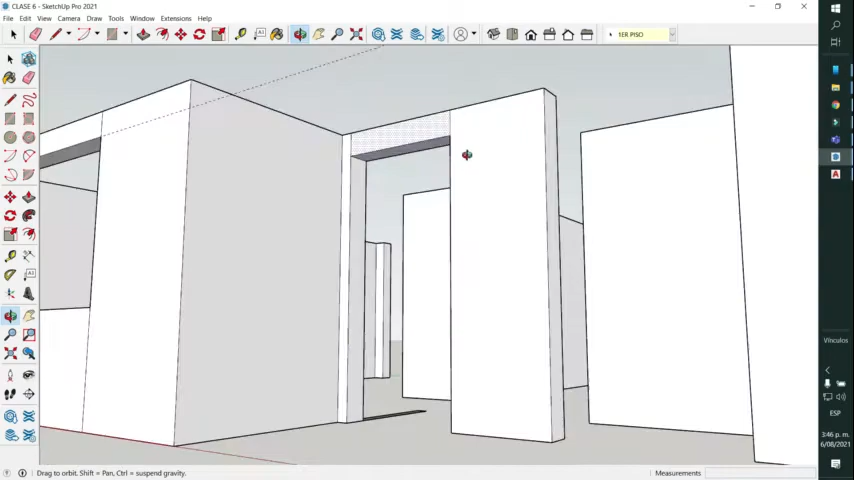 CLASE 6 - SketchUp Pro 2021
File Edit View Camera Draw Tools Window Extensions Help
1ER PISO
Vínculos
ESP
3:46 p. m.
6/08/2021
Drag to orbit. Shift = Pan, Ctrl = suspend gravity.
Measurements